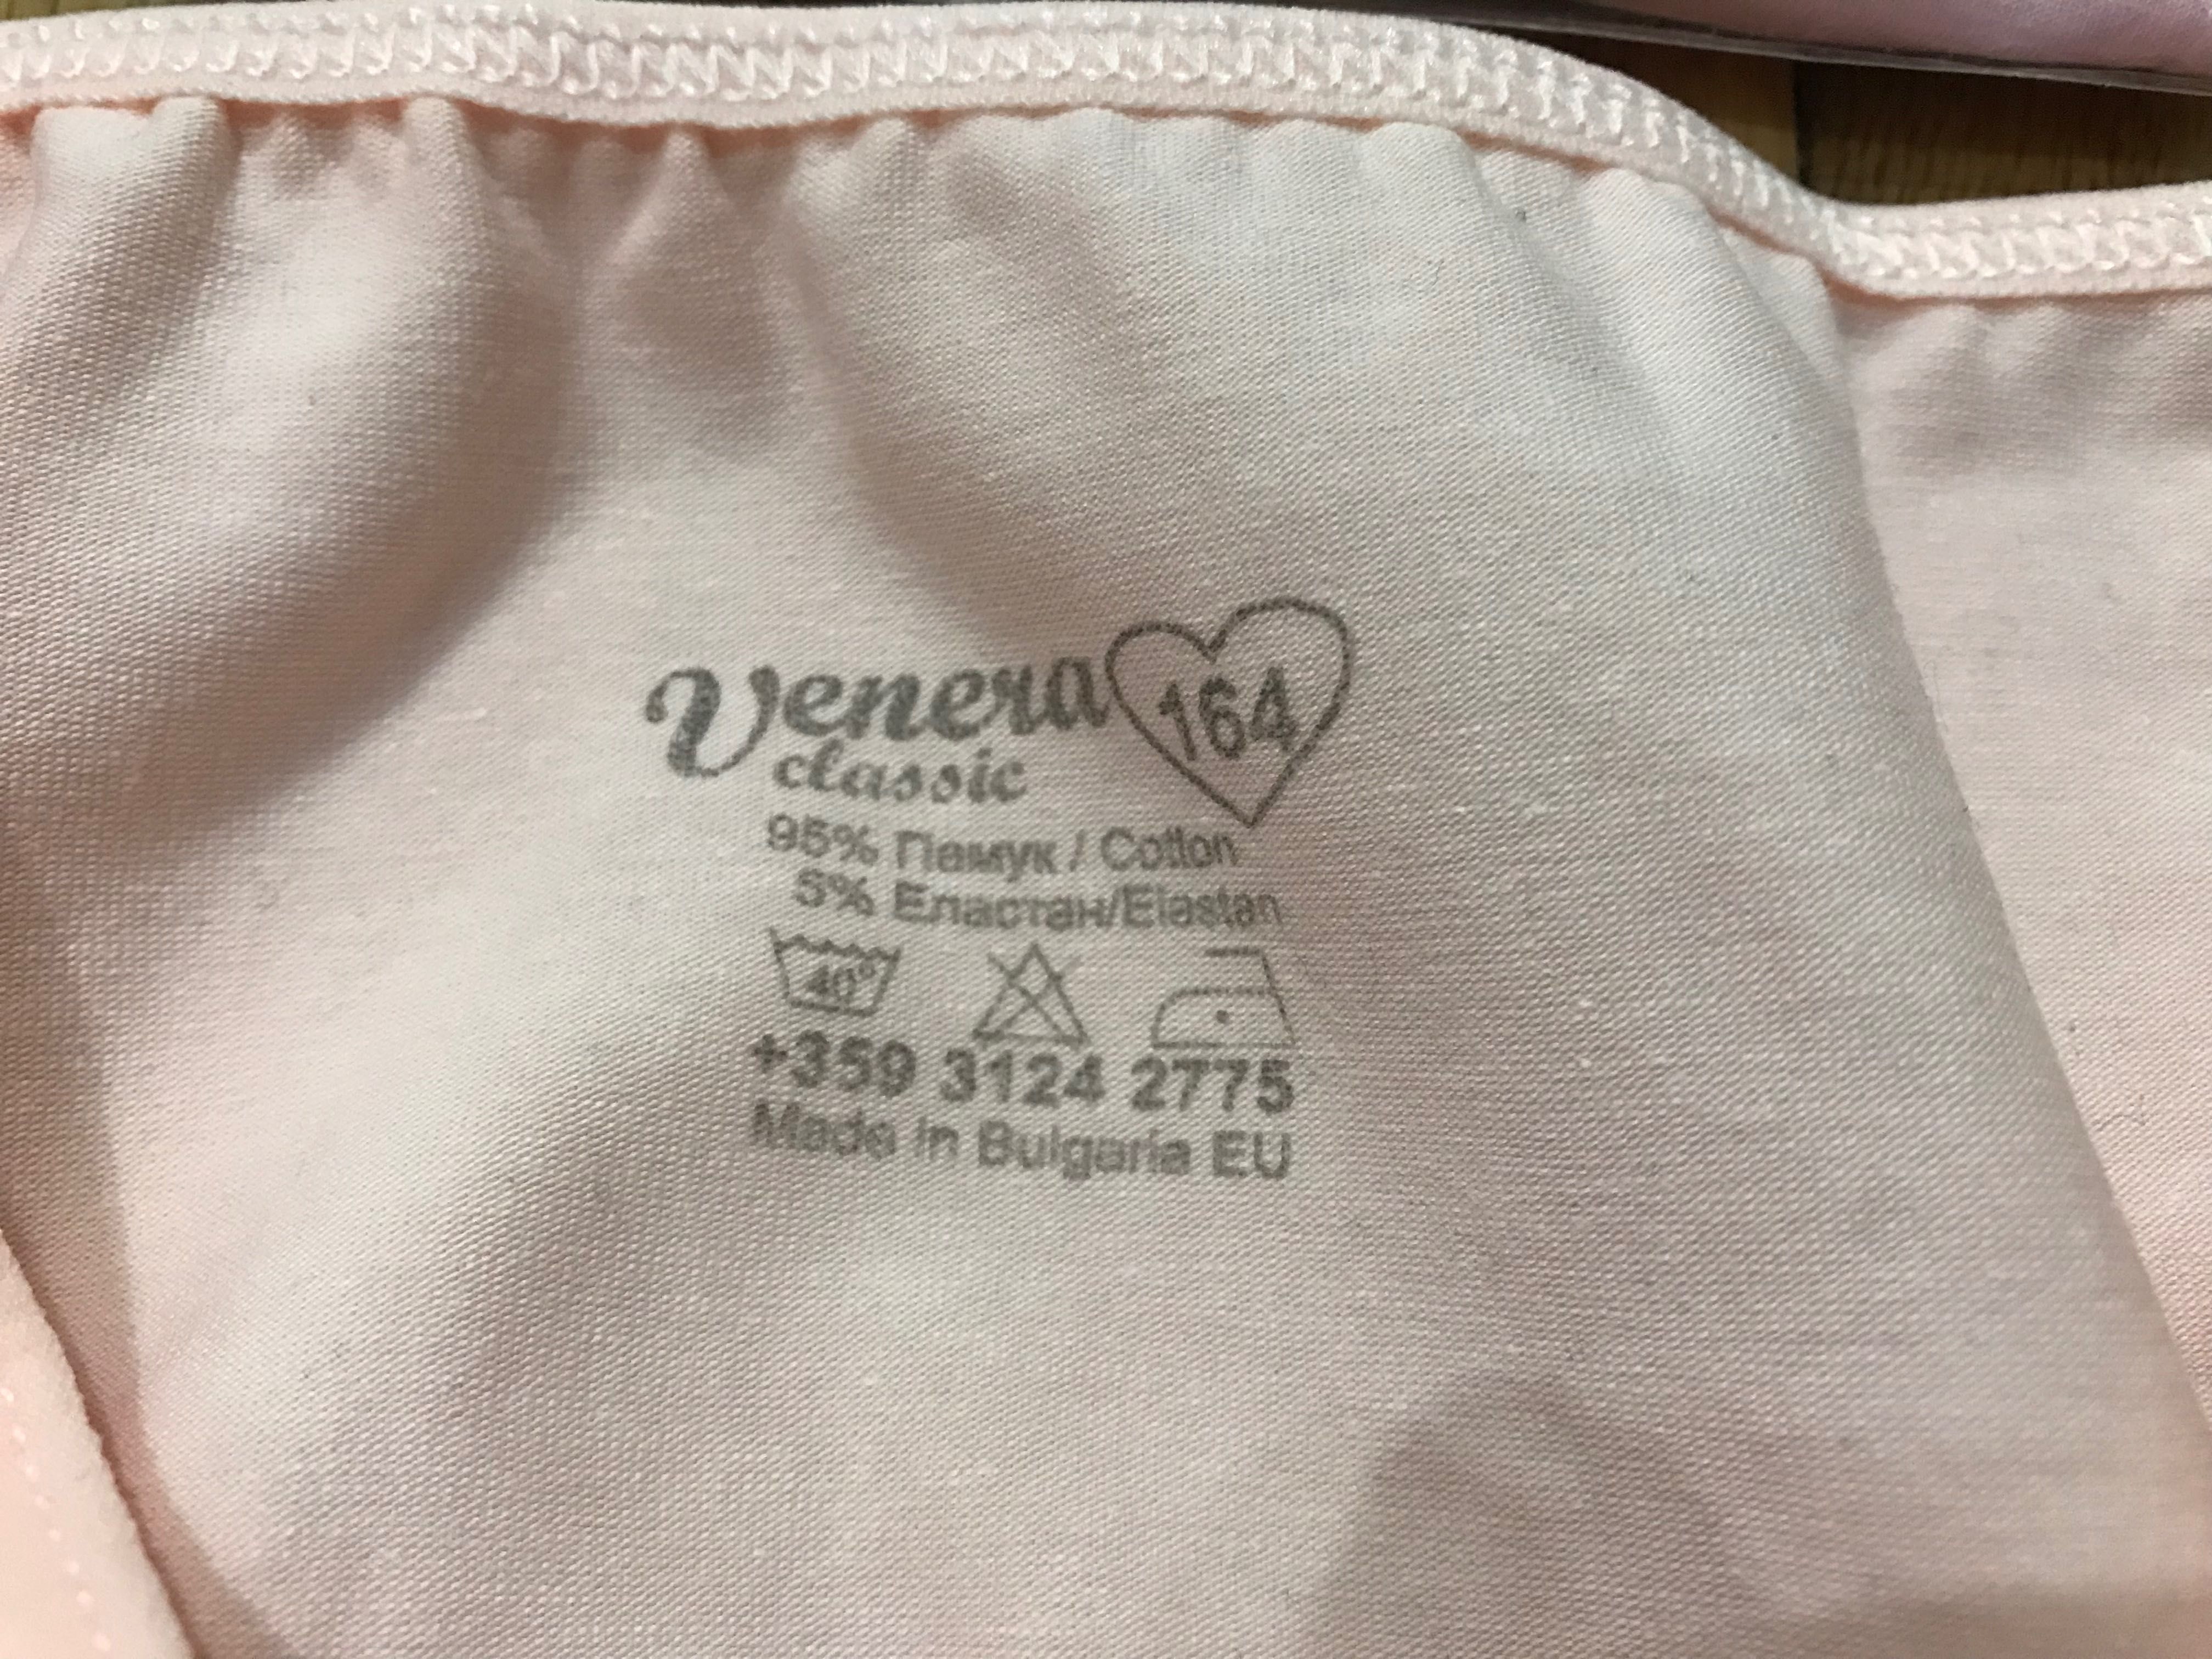 Venera 164
classic
95% Памук / Cotton
5% Еластан/Elastan
40°
+359 3124 2775
Made in Bulgaria EU